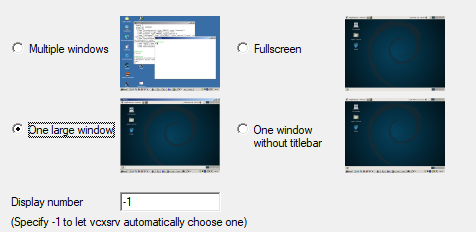 Multiple windows
Fullscreen
One large window
One window
without titlebar
Display number
-1
(Specify -1 to let vcxsrv automatically choose one)